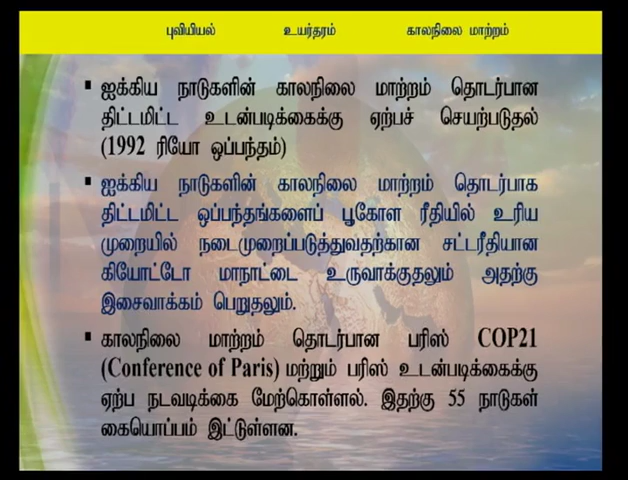 புவியியல் உயர்தரம் காலநிலை மாற்றம்
▪ ஐக்கிய நாடுகளின் காலநிலை மாற்றம் தொடர்பான
திட்டமிட்ட உடன்படிக்கைக்கு ஏற்பச் செயற்படுதல்
(1992 ரியோ ஒப்பந்தம்)
▪ ஐக்கிய நாடுகளின் காலநிலை மாற்றம் தொடர்பாக
திட்டமிட்ட ஒப்பந்தங்களைப் பூகோள ரீதியில் உரிய
முறையில் நடைமுறைப்படுத்துவதற்கான சட்டரீதியான
கியோட்டோ மாநாட்டை உருவாக்குதலும் அதற்கு
இசைவாக்கம் பெறுதலும்.
▪ காலநிலை மாற்றம் தொடர்பான பரிஸ் COP21
(Conference of Paris) மற்றும் பரிஸ் உடன்படிக்கைக்கு
ஏற்ப நடவடிக்கை மேற்கொள்ளல். இதற்கு 55 நாடுகள்
கையொப்பம் இட்டுள்ளன.